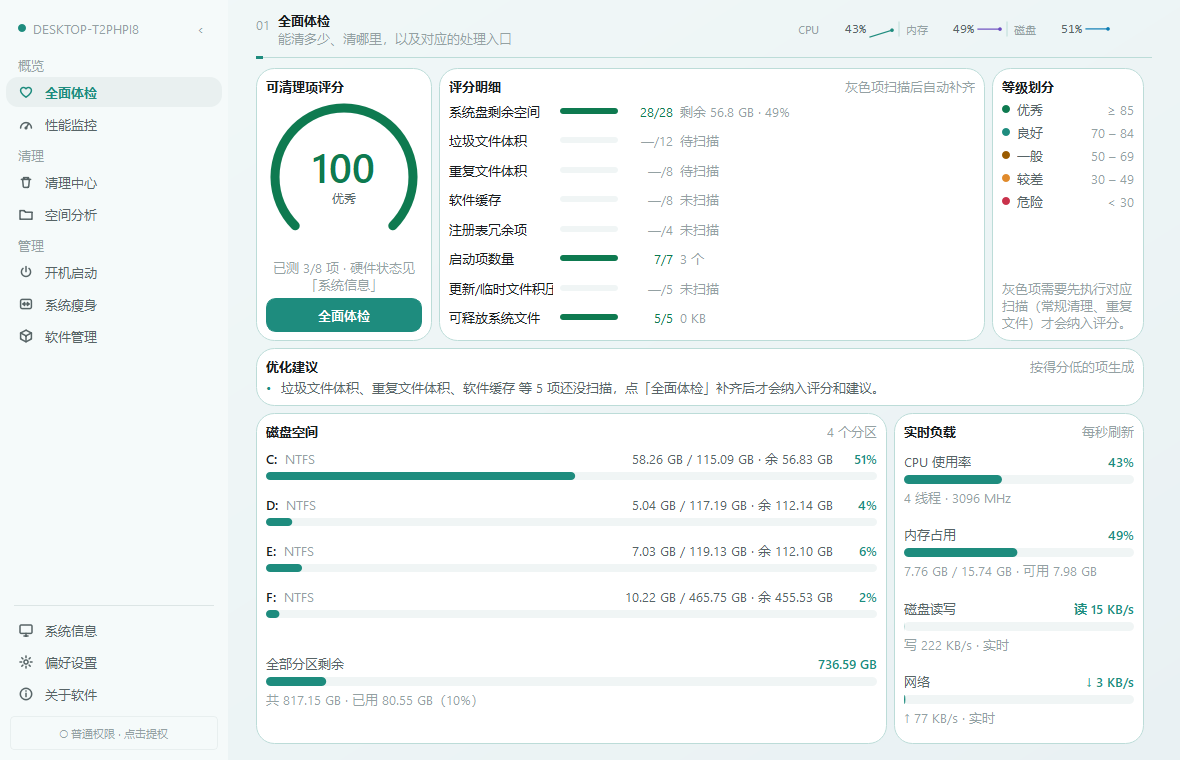 DESKTOP-T2PHPI8 ‹
概览
全面体检
性能监控
清理
清理中心
空间分析
管理
开机启动
系统瘦身
软件管理
系统信息
偏好设置
关于软件
普通权限 · 点击提权
01 全面体检
能清多少、清哪里，以及对应的处理入口
CPU 43% 内存 49% 磁盘 51%
可清理项评分
100
优秀
已测 3/8 项 · 硬件状态见
「系统信息」
全面体检
评分明细 灰色项扫描后自动补齐
系统盘剩余空间 28/28 剩余 56.8 GB · 49%
垃圾文件体积 —/12 待扫描
重复文件体积 —/8 待扫描
软件缓存 —/8 未扫描
注册表冗余项 —/4 未扫描
启动项数量 7/7 3 个
更新/临时文件积压 —/5 未扫描
可释放系统文件 5/5 0 KB
等级划分
优秀 ≥ 85
良好 70 – 84
一般 50 – 69
较差 30 – 49
危险 < 30
灰色项需要先执行对应
扫描（常规清理、重复
文件）才会纳入评分。
优化建议 按得分低的项生成
• 垃圾文件体积、重复文件体积、软件缓存 等 5 项还没扫描，点「全面体检」补齐后才会纳入评分和建议。
磁盘空间 4 个分区
C: NTFS 58.26 GB / 115.09 GB · 余 56.83 GB 51%
D: NTFS 5.04 GB / 117.19 GB · 余 112.14 GB 4%
E: NTFS 7.03 GB / 119.13 GB · 余 112.10 GB 6%
F: NTFS 10.22 GB / 465.75 GB · 余 455.53 GB 2%
全部分区剩余 736.59 GB
共 817.15 GB · 已用 80.55 GB（10%）
实时负载 每秒刷新
CPU 使用率 43%
4 线程 · 3096 MHz
内存占用 49%
7.76 GB / 15.74 GB · 可用 7.98 GB
磁盘读写 读 15 KB/s
写 222 KB/s · 实时
网络 ↓ 3 KB/s
↑ 77 KB/s · 实时